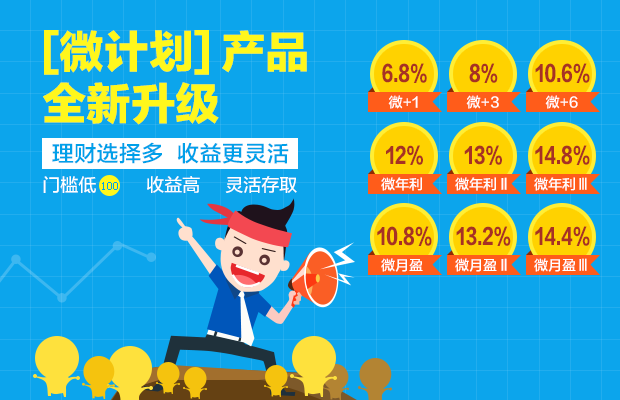 [微计划] 产品
全新升级
理财选择多 收益更灵活
门槛低 100 收益高 灵活存取
6.8% 8% 10.6%
微+1 微+3 微+6
12% 13% 14.8%
微年利 微年利Ⅱ 微年利Ⅲ
10.8% 13.2% 14.4%
微月盈 微月盈Ⅱ 微月盈Ⅲ